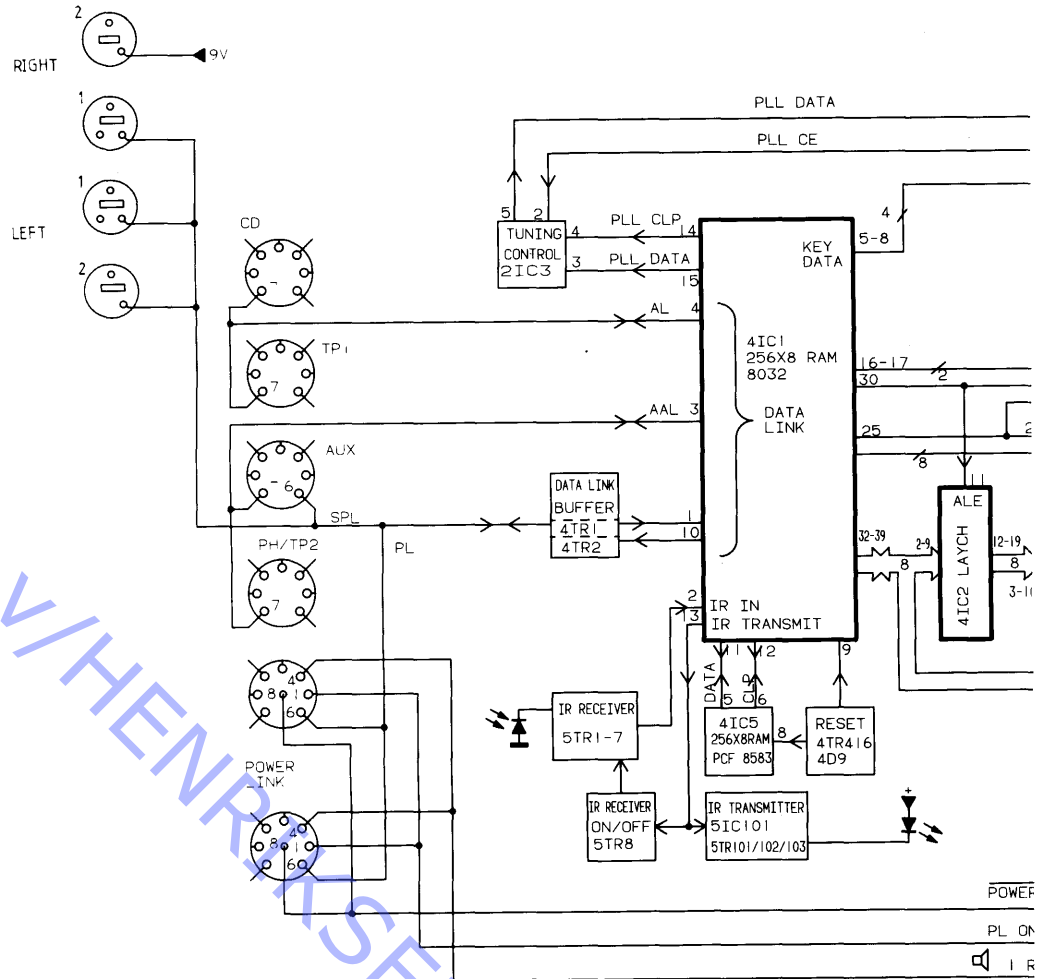 2
RIGHT
9V
1
1
LEFT
2
CD
TP1
7
AUX
6
SPL
PL
PH/TP2
7
8 4 1 6
POWER
LINK
8 4 1 6
PLL DATA
PLL CE
5 2
TUNING
CONTROL
2IC3
4 PLL CLP 14
3 PLL DATA 15
AL 4
AAL 3
DATA LINK
BUFFER
4TR1
4TR2
1
10
4IC1
256X8 RAM
8032
DATA
LINK
KEY
DATA
4
5-8
16-17 2
30
25
8
2
32-39
8
2-9
11
ALE
4IC2 LAYCH
12-19
8
2 IR IN
13 IR TRANSMIT
11 12
DATA CLP
5 6
9
IR RECEIVER
5TR1-7
4IC5
256X8RAM
PCF 8583
8
RESET
4TR416
4D9
IR RECEIVER
ON/OFF
5TR8
IR TRANSMITTER
5IC101
5TR101/102/103
+
POWER
PL ON
1 R
V/HENRIKSE